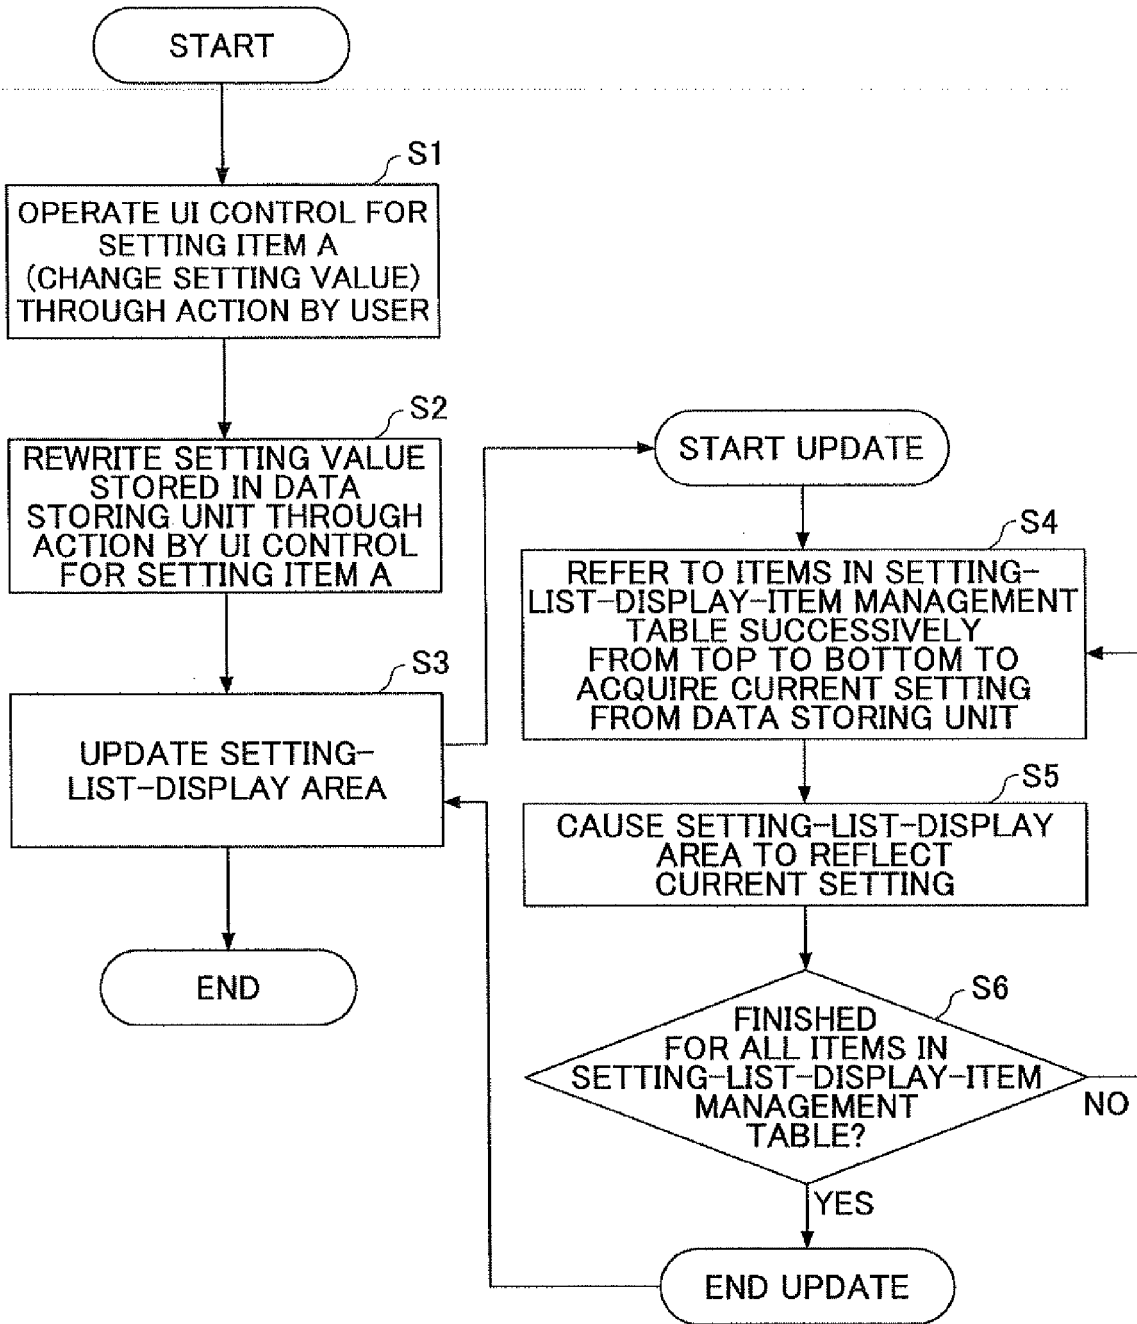 START
S1
OPERATE UI CONTROL FOR
SETTING ITEM A
(CHANGE SETTING VALUE)
THROUGH ACTION BY USER
S2
REWRITE SETTING VALUE
STORED IN DATA
STORING UNIT THROUGH
ACTION BY UI CONTROL
FOR SETTING ITEM A
S3
UPDATE SETTING-
LIST-DISPLAY AREA
END
START UPDATE
S4
REFER TO ITEMS IN SETTING-
LIST-DISPLAY-ITEM MANAGEMENT
TABLE SUCCESSIVELY
FROM TOP TO BOTTOM TO
ACQUIRE CURRENT SETTING
FROM DATA STORING UNIT
S5
CAUSE SETTING-LIST-DISPLAY
AREA TO REFLECT
CURRENT SETTING
S6
FINISHED
FOR ALL ITEMS IN
SETTING-LIST-DISPLAY-ITEM
MANAGEMENT
TABLE?
NO
YES
END UPDATE